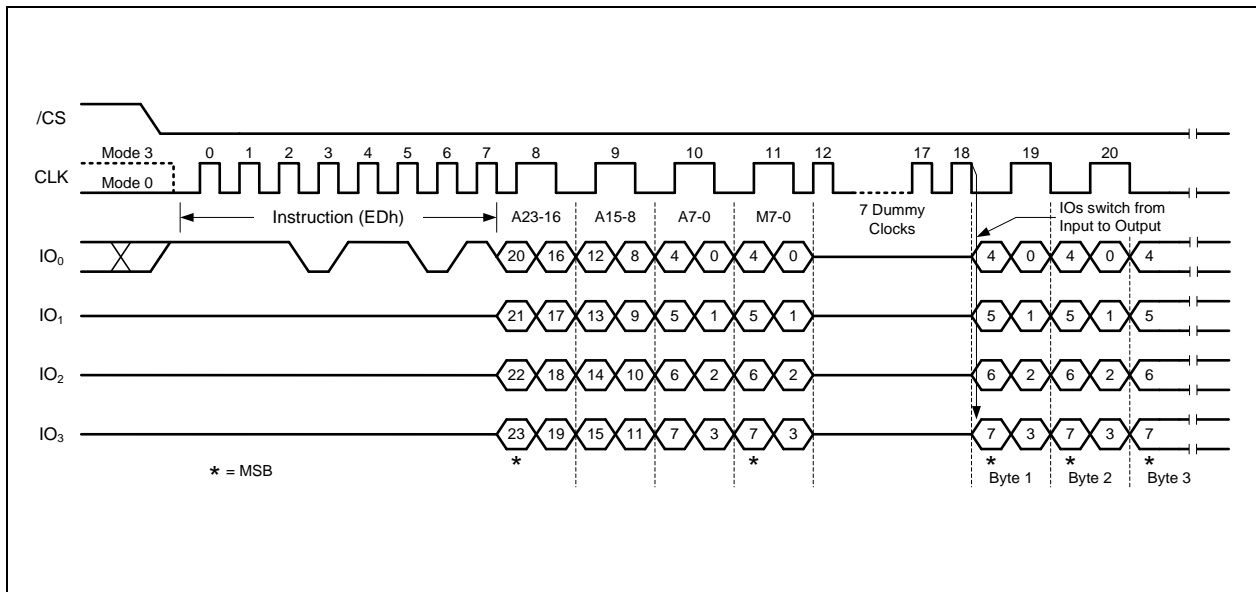 /CS
Mode 3
0 1 2 3 4 5 6 7 8 9 10 11 12 17 18 19 20
CLK
Mode 0
Instruction (EDh) A23-16 A15-8 A7-0 M7-0 7 Dummy Clocks IOs switch from Input to Output
IO₀ 20 16 12 8 4 0 4 0 4 0 4 0 4
IO₁ 21 17 13 9 5 1 5 1 5 1 5 1 5
IO₂ 22 18 14 10 6 2 6 2 6 2 6 2 6
IO₃ 23 19 15 11 7 3 7 3 7 3 7 3 7
* * * * *
* = MSB
Byte 1 Byte 2 Byte 3